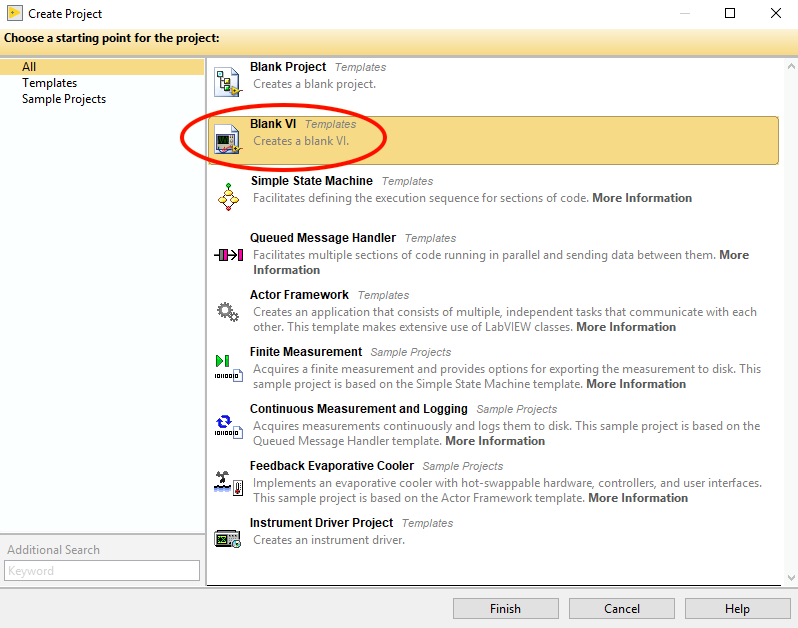 Create Project
Choose a starting point for the project:
All
Templates
Sample Projects
Blank Project Templates
Creates a blank project.
Blank VI Templates
Creates a blank VI.
Simple State Machine Templates
Facilitates defining the execution sequence for sections of code. More Information
Queued Message Handler Templates
Facilitates multiple sections of code running in parallel and sending data between them. More
Information
Actor Framework Templates
Creates an application that consists of multiple, independent tasks that communicate with each
other. This template makes extensive use of LabVIEW classes. More Information
Finite Measurement Sample Projects
Acquires a finite measurement and provides options for exporting the measurement to disk. This
sample project is based on the Simple State Machine template. More Information
Continuous Measurement and Logging Sample Projects
Acquires measurements continuously and logs them to disk. This sample project is based on the
Queued Message Handler template. More Information
Feedback Evaporative Cooler Sample Projects
Implements an evaporative cooler with hot-swappable hardware, controllers, and user interfaces.
This sample project is based on the Actor Framework template. More Information
Instrument Driver Project Templates
Creates an instrument driver.
Additional Search
Keyword
Finish
Cancel
Help